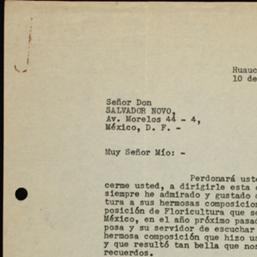 Huauc
10 de
Señor Don
SALVADOR NOVO,
Av. Morelos 44 - 4,
México, D. F. -
Muy Señor Mío: -
Perdonará uste
cerme usted, a dirigirle esta c
siempre he admirado y gustado d
tura a sus hermosas composicion
posición de Floricultura que se
México, en el año próximo pasad
posa y su servidor de escuchar
hermosa composición que hizo us
y que resultó tan bella que nos
recuerdos.